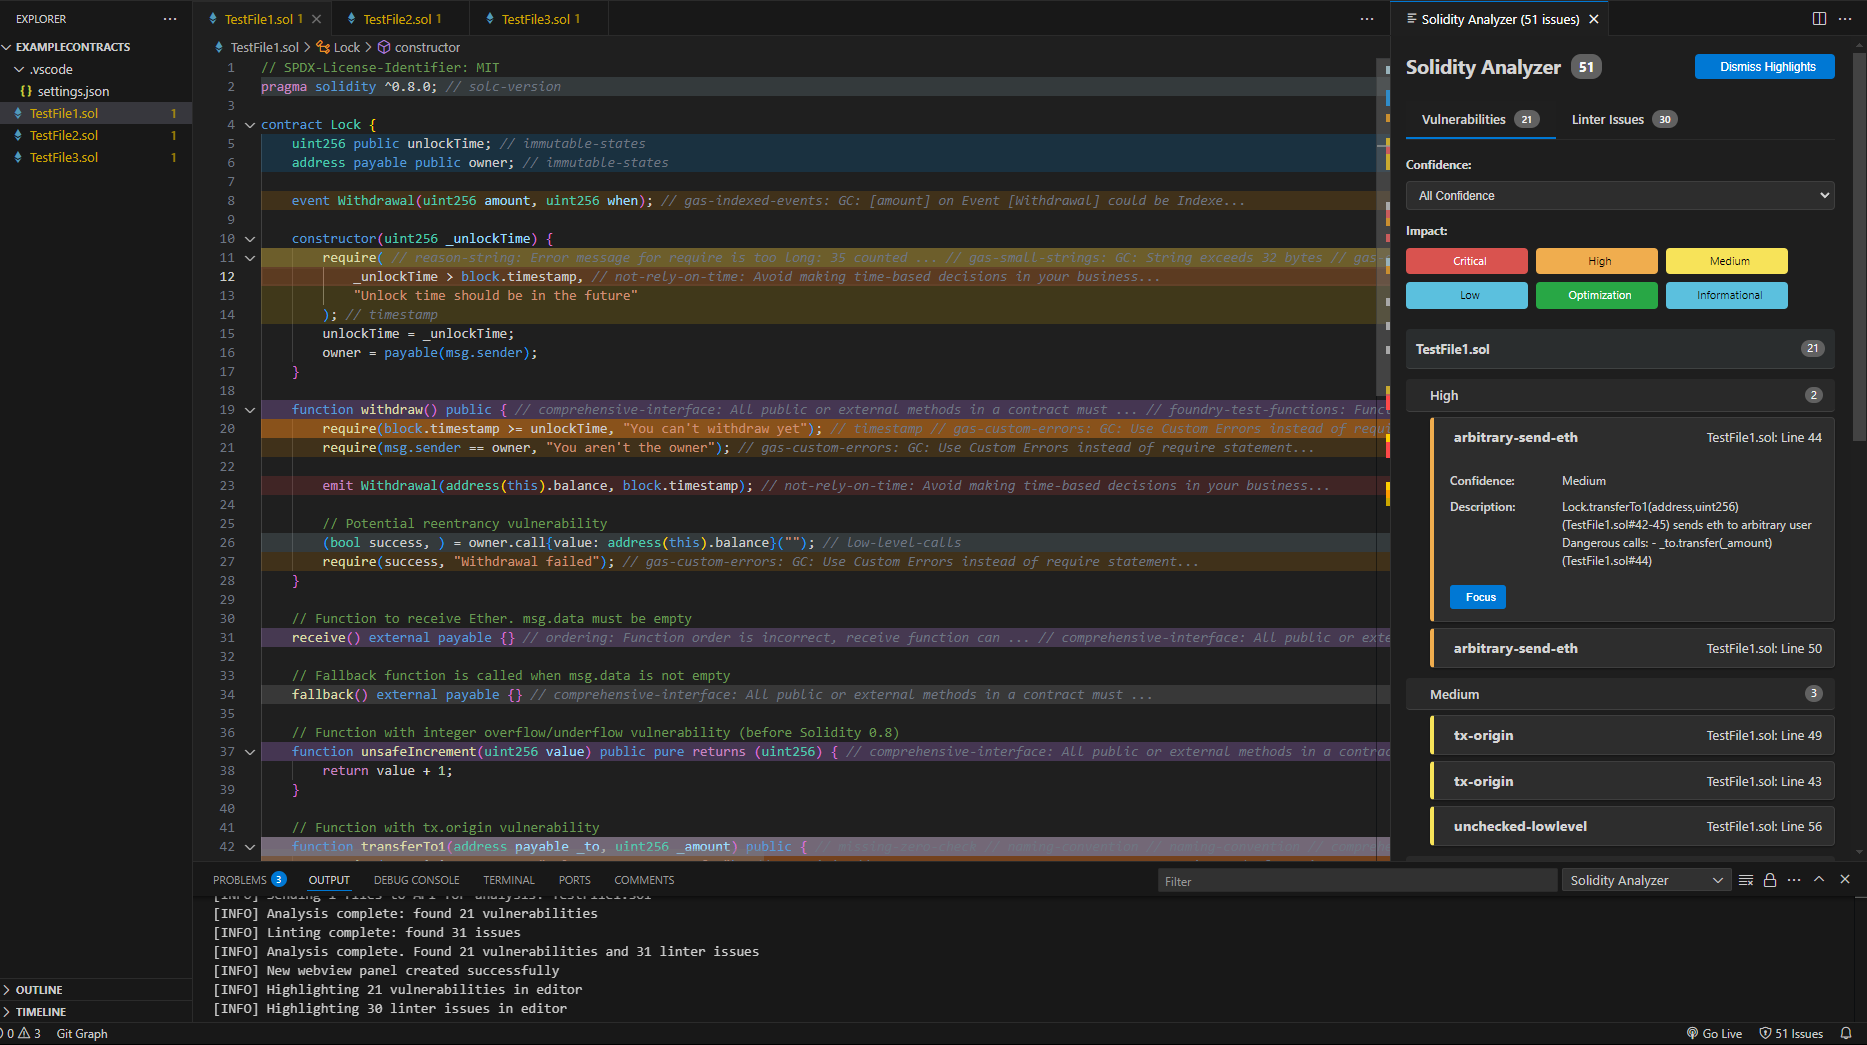 EXPLORER
EXAMPLECONTRACTS
.vscode
{} settings.json
TestFile1.sol 1
TestFile2.sol 1
TestFile3.sol 1
OUTLINE
TIMELINE
TestFile1.sol 1
TestFile2.sol 1
TestFile3.sol 1
TestFile1.sol > Lock > constructor
1 // SPDX-License-Identifier: MIT
2 pragma solidity ^0.8.0; // solc-version
3
4 contract Lock {
5 uint256 public unlockTime; // immutable-states
6 address payable public owner; // immutable-states
7
8 event Withdrawal(uint256 amount, uint256 when); // gas-indexed-events: GC: [amount] on Event [Withdrawal] could be Indexe...
9
10 constructor(uint256 _unlockTime) {
11 require( // reason-string: Error message for require is too long: 35 counted ... // gas-small-strings: GC: String exceeds 32 bytes // gas-
12 _unlockTime > block.timestamp, // not-rely-on-time: Avoid making time-based decisions in your business...
13 "Unlock time should be in the future"
14 ); // timestamp
15 unlockTime = _unlockTime;
16 owner = payable(msg.sender);
17 }
18
19 function withdraw() public { // comprehensive-interface: All public or external methods in a contract must ... // foundry-test-functions: Func
20 require(block.timestamp >= unlockTime, "You can't withdraw yet"); // timestamp // gas-custom-errors: GC: Use Custom Errors instead of requi
21 require(msg.sender == owner, "You aren't the owner"); // gas-custom-errors: GC: Use Custom Errors instead of require statement...
22
23 emit Withdrawal(address(this).balance, block.timestamp); // not-rely-on-time: Avoid making time-based decisions in your business...
24
25 // Potential reentrancy vulnerability
26 (bool success, ) = owner.call{value: address(this).balance}(""); // low-level-calls
27 require(success, "Withdrawal failed"); // gas-custom-errors: GC: Use Custom Errors instead of require statement...
28 }
29
30 // Function to receive Ether. msg.data must be empty
31 receive() external payable {} // ordering: Function order is incorrect, receive function can ... // comprehensive-interface: All public or exte
32
33 // Fallback function is called when msg.data is not empty
34 fallback() external payable {} // comprehensive-interface: All public or external methods in a contract must ...
35
36 // Function with integer overflow/underflow vulnerability (before Solidity 0.8)
37 function unsafeIncrement(uint256 value) public pure returns (uint256) { // comprehensive-interface: All public or external methods in a contrac
38 return value + 1;
39 }
40
41 // Function with tx.origin vulnerability
42 function transferTo1(address payable _to, uint256 _amount) public { // missing-zero-check // naming-convention // naming-convention // compre
PROBLEMS 3 OUTPUT DEBUG CONSOLE TERMINAL PORTS COMMENTS
Filter
Solidity Analyzer
[INFO] Sending 1 files to API for analysis: TestFile1.sol
[INFO] Analysis complete: found 21 vulnerabilities
[INFO] Linting complete: found 31 issues
[INFO] Analysis complete. Found 21 vulnerabilities and 31 linter issues
[INFO] New webview panel created successfully
[INFO] Highlighting 21 vulnerabilities in editor
[INFO] Highlighting 30 linter issues in editor
Solidity Analyzer (51 issues)
Solidity Analyzer 51
Dismiss Highlights
Vulnerabilities 21 Linter Issues 30
Confidence:
All Confidence
Impact:
Critical High Medium
Low Optimization Informational
TestFile1.sol 21
High 2
arbitrary-send-eth TestFile1.sol: Line 44
Confidence: Medium
Description: Lock.transferTo1(address,uint256)
(TestFile1.sol#42-45) sends eth to arbitrary user
Dangerous calls: - _to.transfer(_amount)
(TestFile1.sol#44)
Focus
arbitrary-send-eth TestFile1.sol: Line 50
Medium 3
tx-origin TestFile1.sol: Line 49
tx-origin TestFile1.sol: Line 43
unchecked-lowlevel TestFile1.sol: Line 56
0 3 Git Graph
Go Live 51 Issues